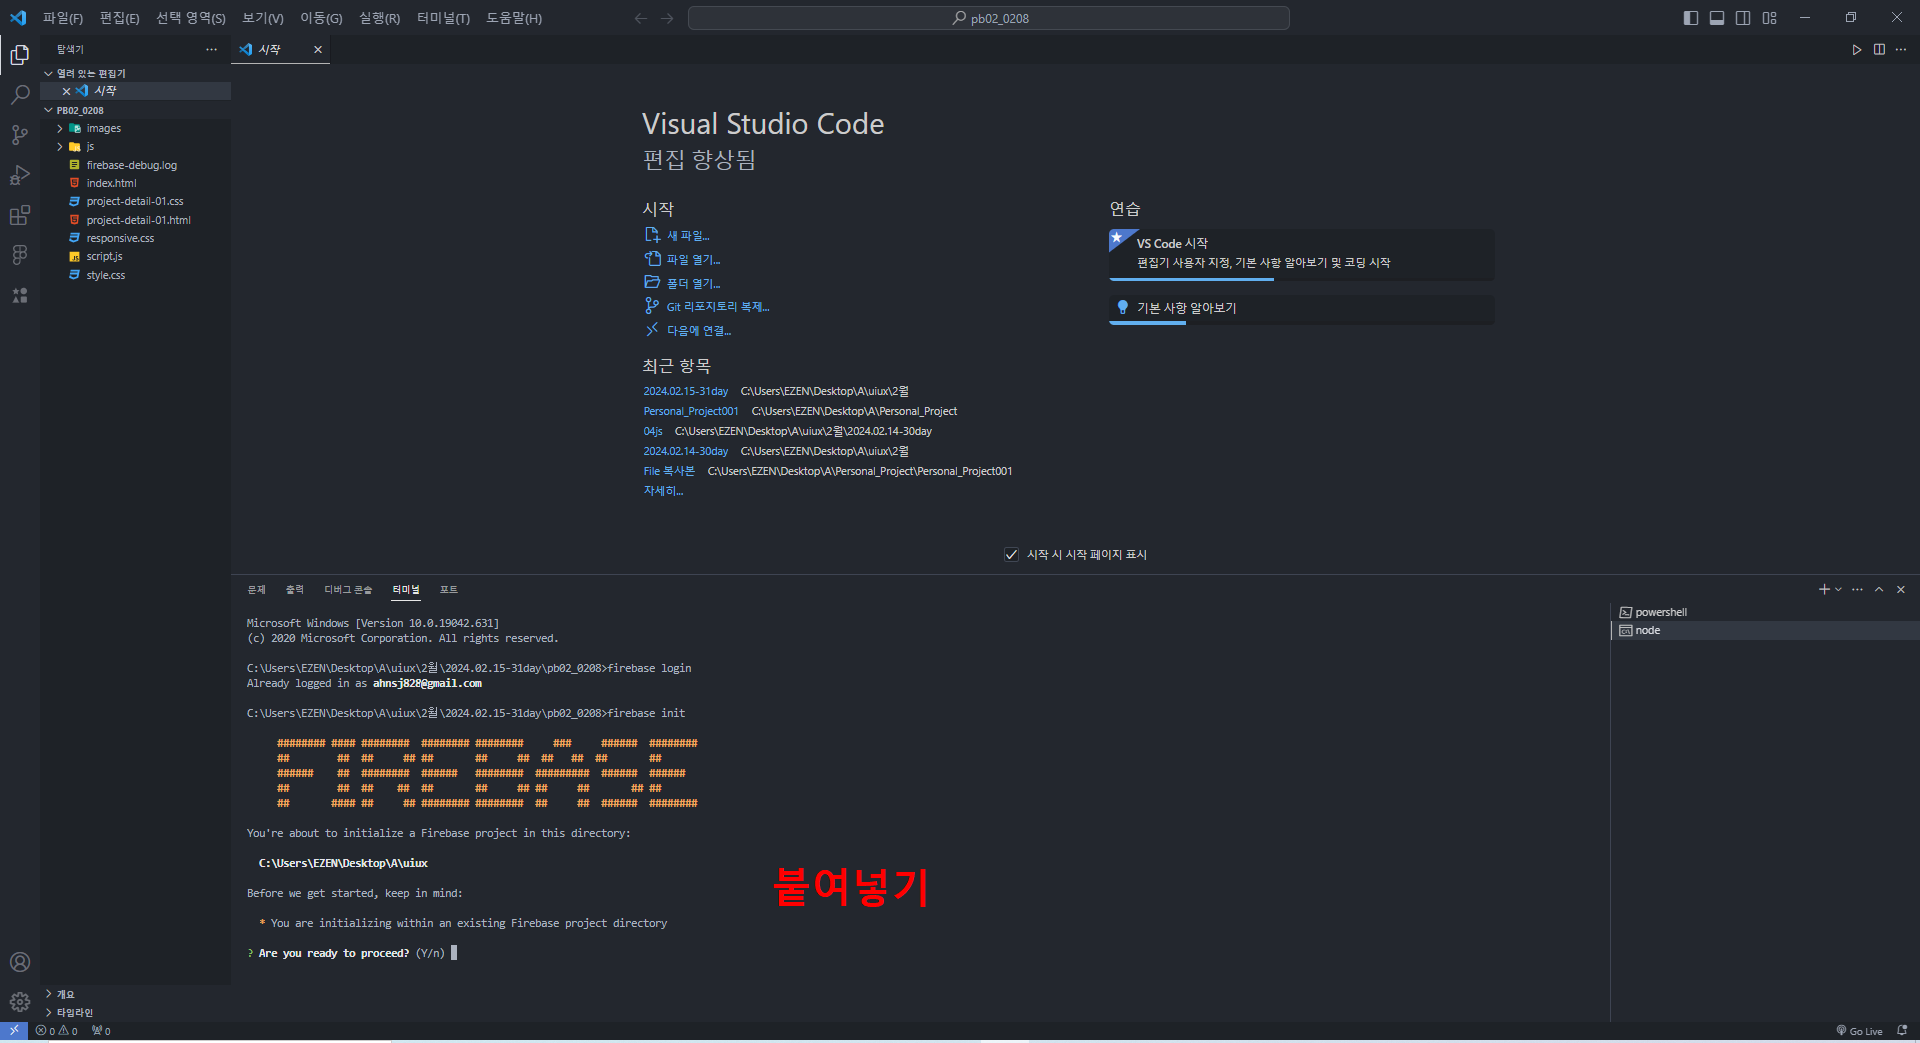 파일(F) 편집(E) 선택 영역(S) 보기(V) 이동(G) 실행(R) 터미널(T) 도움말(H)
pb02_0208
탐색기
시작
열려 있는 편집기
시작
PB02_0208
images
js
firebase-debug.log
index.html
project-detail-01.css
project-detail-01.html
responsive.css
script.js
style.css
Visual Studio Code
편집 향상됨
시작
새 파일...
파일 열기...
폴더 열기...
Git 리포지토리 복제...
다음에 연결...
최근 항목
2024.02.15-31day C:\Users\EZEN\Desktop\A\uiux\2월
Personal_Project001 C:\Users\EZEN\Desktop\A\Personal_Project
04js C:\Users\EZEN\Desktop\A\uiux\2월\2024.02.14-30day
2024.02.14-30day C:\Users\EZEN\Desktop\A\uiux\2월
File 복사본 C:\Users\EZEN\Desktop\A\Personal_Project\Personal_Project001
자세히...
연습
VS Code 시작
편집기 사용자 지정, 기본 사항 알아보기 및 코딩 시작
기본 사항 알아보기
시작 시 시작 페이지 표시
문제 출력 디버그 콘솔 터미널 포트
Microsoft Windows [Version 10.0.19042.631]
(c) 2020 Microsoft Corporation. All rights reserved.
C:\Users\EZEN\Desktop\A\uiux\2월\2024.02.15-31day\pb02_0208>firebase login
Already logged in as ahnsj828@gmail.com
C:\Users\EZEN\Desktop\A\uiux\2월\2024.02.15-31day\pb02_0208>firebase init
FIREBASE
You're about to initialize a Firebase project in this directory:
C:\Users\EZEN\Desktop\A\uiux
Before we get started, keep in mind:
* You are initializing within an existing Firebase project directory
? Are you ready to proceed? (Y/n)
붙여넣기
powershell
node
개요
타임라인
0 0 0
Go Live